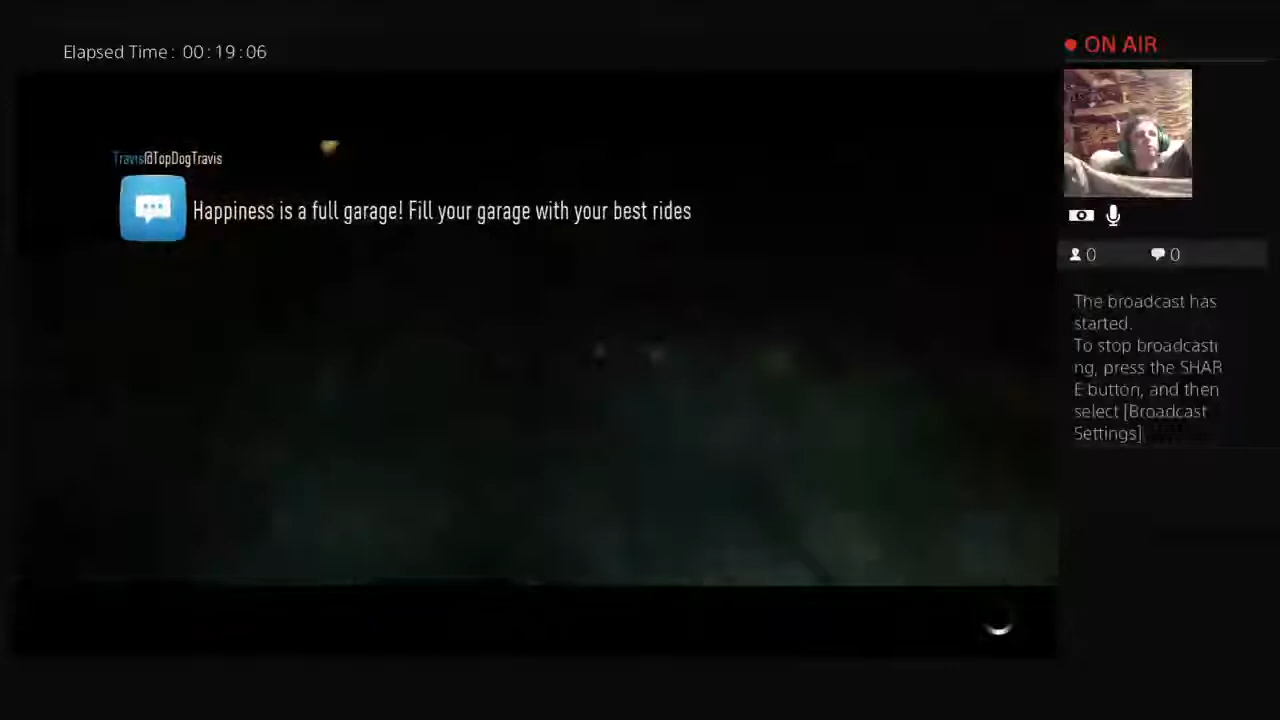 Elapsed Time: 00:19:06
ON AIR
Travis@TopDogTravis
Happiness is a full garage! Fill your garage with your best rides
0 0
The broadcast has
started.
To stop broadcasti
ng, press the SHAR
E button, and then
select [Broadcast
Settings]